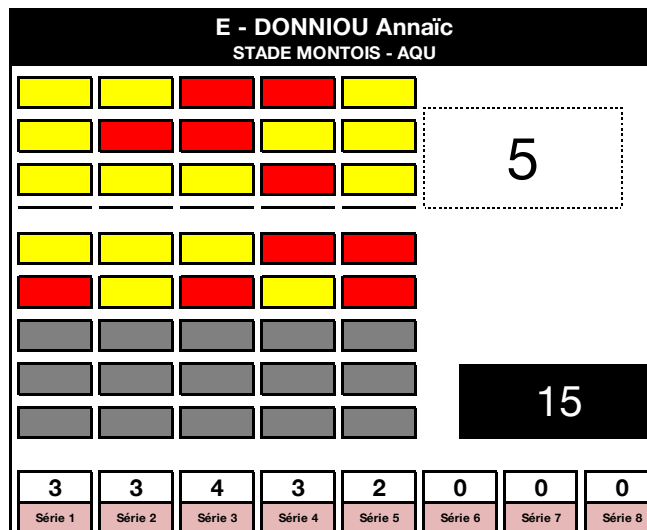 E - DONNIOU Annaïc
STADE MONTOIS - AQU
5
15
3 3 4 3 2 0 0 0
Série 1 Série 2 Série 3 Série 4 Série 5 Série 6 Série 7 Série 8